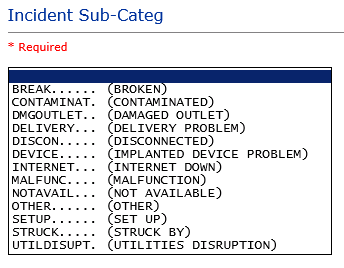 Incident Sub-Categ
* Required
BREAK...... (BROKEN)
CONTAMINAT. (CONTAMINATED)
DMGOUTLET.. (DAMAGED OUTLET)
DELIVERY... (DELIVERY PROBLEM)
DISCON..... (DISCONNECTED)
DEVICE..... (IMPLANTED DEVICE PROBLEM)
INTERNET... (INTERNET DOWN)
MALFUNC.... (MALFUNCTION)
NOTAVAIL... (NOT AVAILABLE)
OTHER...... (OTHER)
SETUP...... (SET UP)
STRUCK..... (STRUCK BY)
UTILDISUPT. (UTILITIES DISRUPTION)